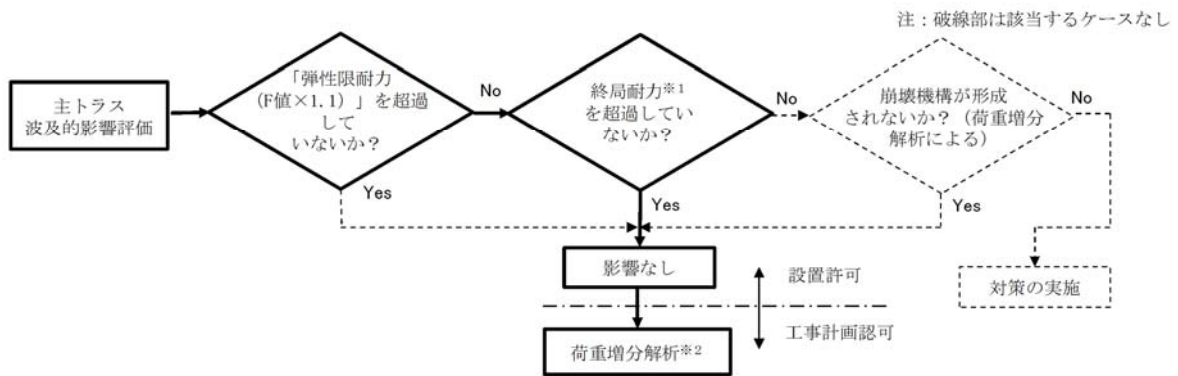 注：破線部は該当するケースなし
主トラス
波及的影響評価
「弾性限耐力
(F値×1.1)」を超過
して
いないか？
No
終局耐力※1
を超過してい
ないか？
No
崩壊機構が形成
されないか？（荷重増分
解析による）
No
Yes
Yes
Yes
影響なし
設置許可
対策の実施
工事計画認可
荷重増分解析※2